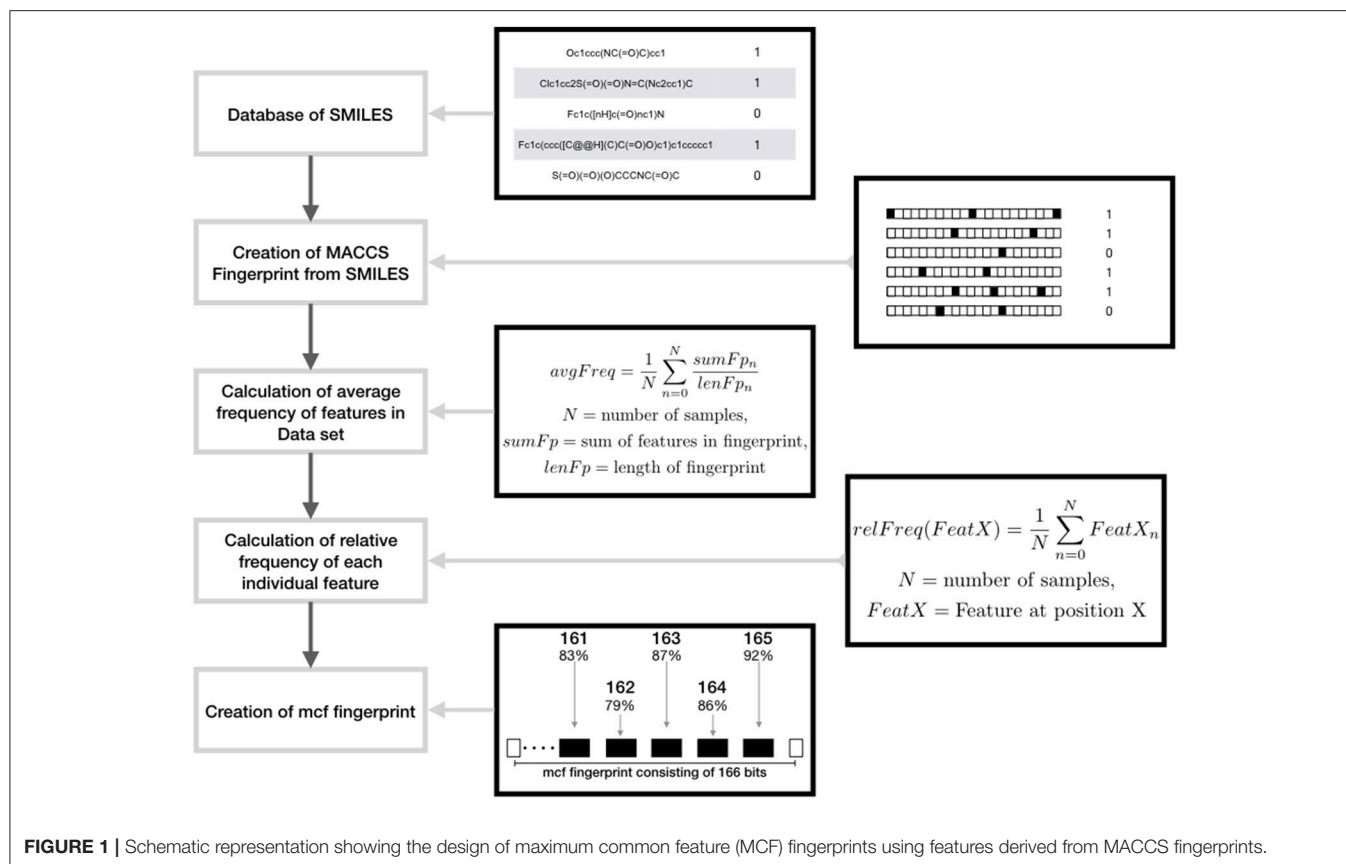 Database of SMILES
Oc1ccc(NC(=O)C)cc1 1
Clc1cc2S(=O)(=O)N=C(Nc2cc1)C 1
Fc1c([nH]c(=O)nc1)N 0
Fc1c(ccc([C@@H](C)C(=O)O)c1)c1ccccc1 1
S(=O)(=O)(O)CCCNC(=O)C 0
Creation of MACCS
Fingerprint from SMILES
1
1
0
1
1
0
Calculation of average
frequency of features in
Data set
avgFreq = \frac{1}{N} \sum_{n=0}^{N} \frac{sumFp_n}{lenFp_n}
N = number of samples,
sumFp = sum of features in fingerprint,
lenFp = length of fingerprint
Calculation of relative
frequency of each
individual feature
relFreq(FeatX) = \frac{1}{N} \sum_{n=0}^{N} FeatX_n
N = number of samples,
FeatX = Feature at position X
Creation of mcf fingerprint
161 163 165
83% 87% 92%
162 164
79% 86%
mcf fingerprint consisting of 166 bits
FIGURE 1 | Schematic representation showing the design of maximum common feature (MCF) fingerprints using features derived from MACCS fingerprints.